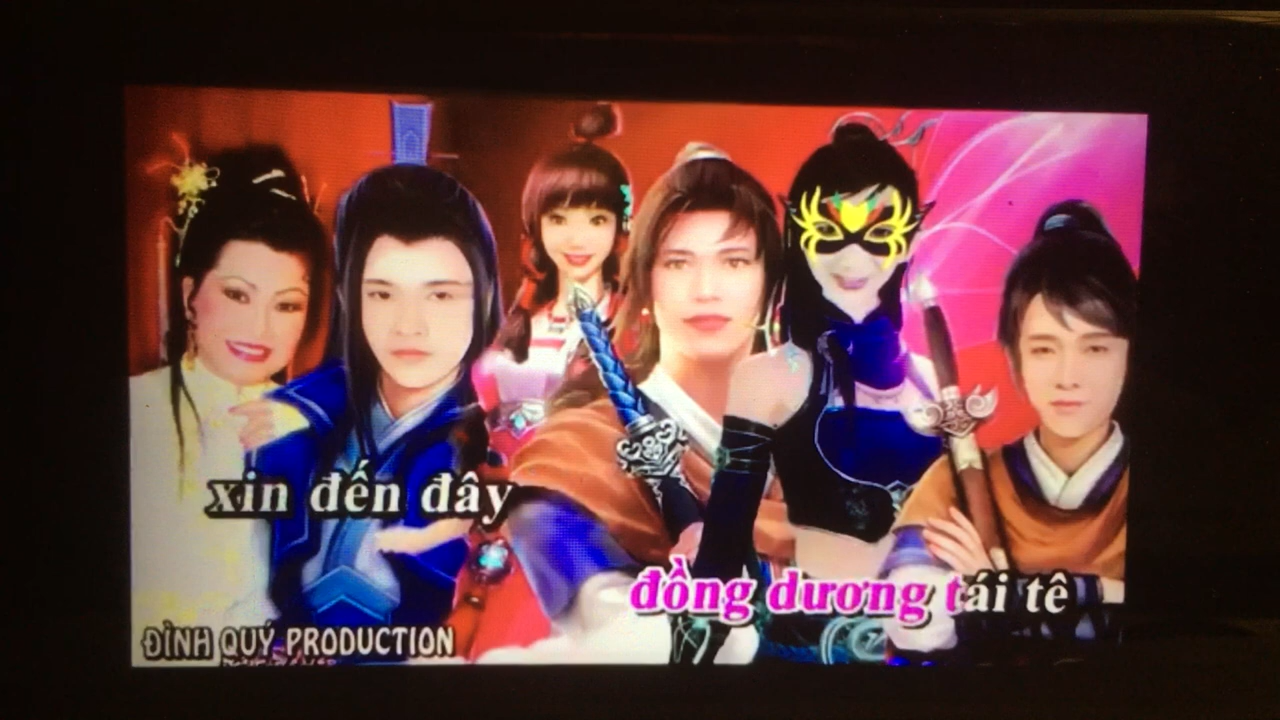 xin đến đây
đồng dương tái tê
ĐÌNH QUÝ PRODUCTION